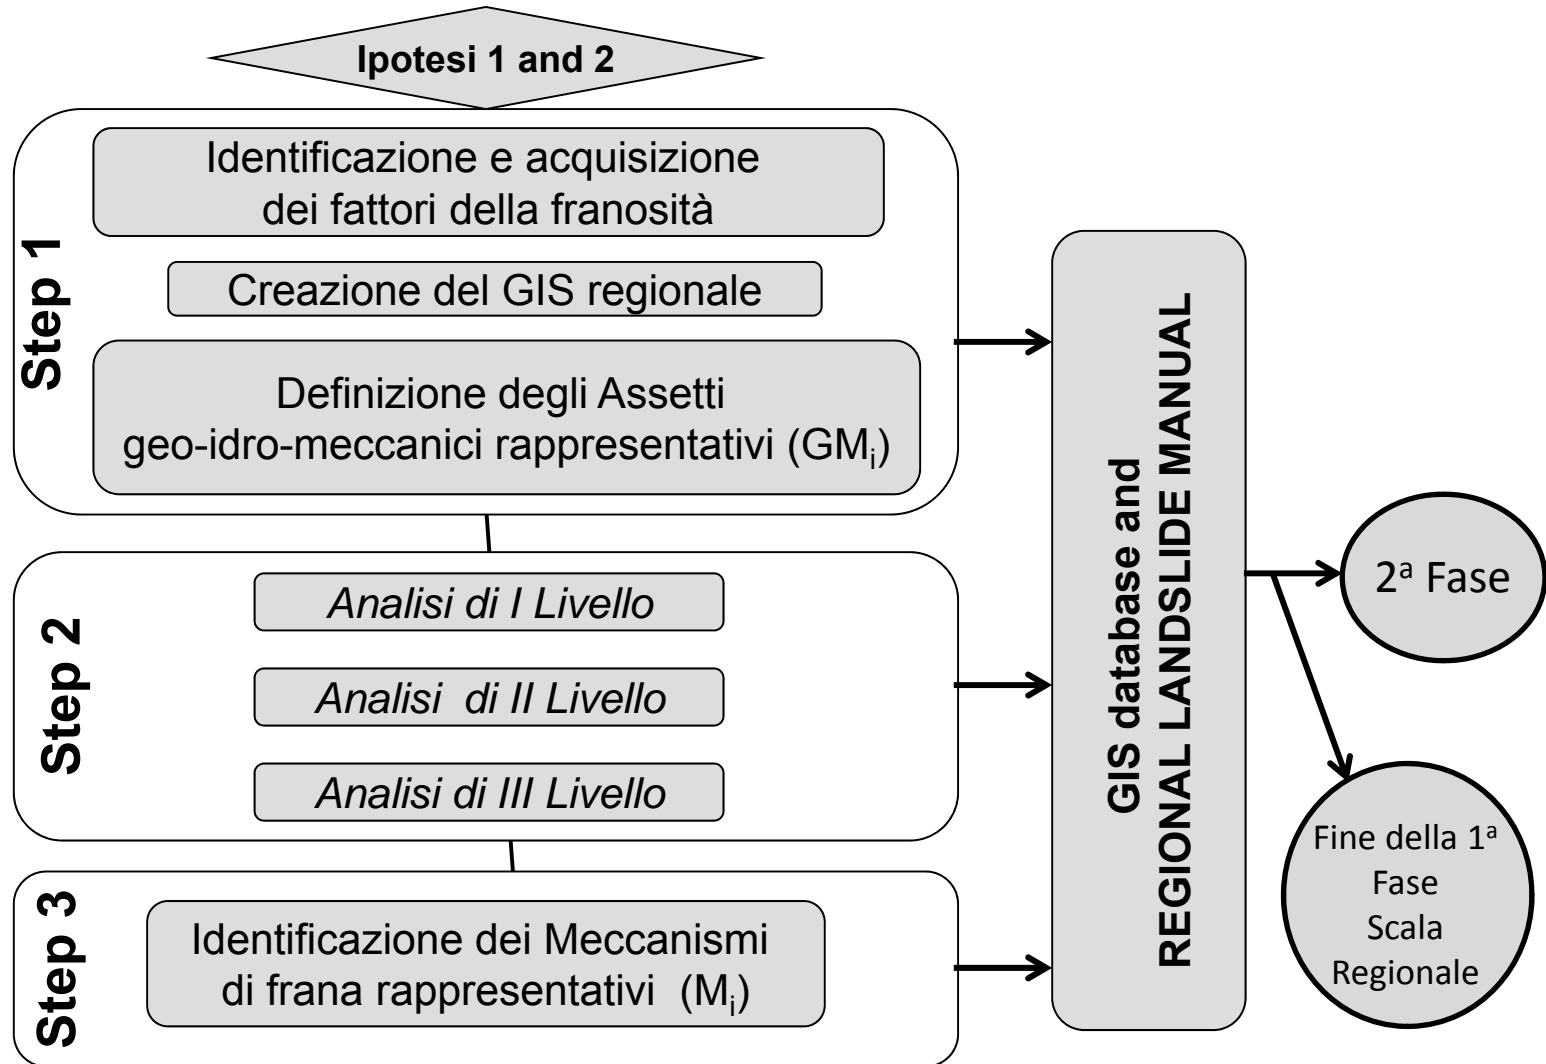 Ipotesi 1 and 2
Step 1
Identificazione e acquisizione
dei fattori della franosità
Creazione del GIS regionale
Definizione degli Assetti
geo-idro-meccanici rappresentativi (GMi)
Step 2
Analisi di I Livello
Analisi di II Livello
Analisi di III Livello
Step 3
Identificazione dei Meccanismi
di frana rappresentativi (Mi)
GIS database and
REGIONAL LANDSLIDE MANUAL
2ª Fase
Fine della 1ª
Fase
Scala
Regionale